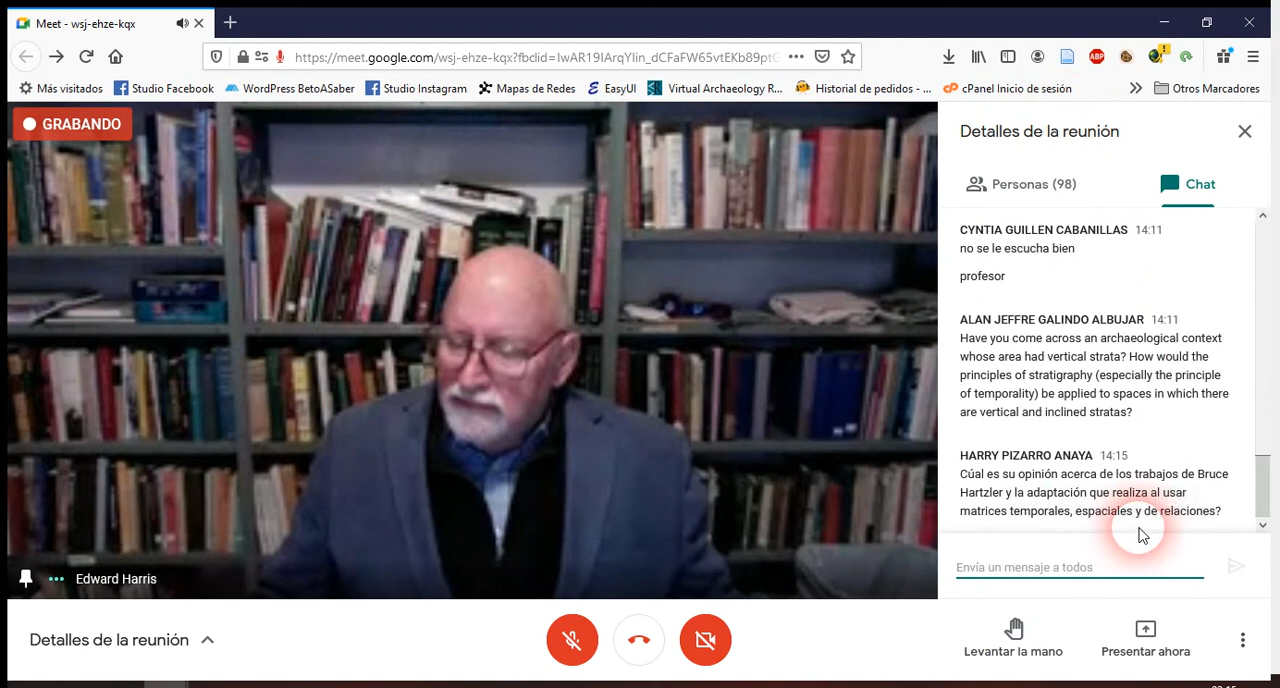 Meet - wsj-ehze-kqx
https://meet.google.com/wsj-ehze-kqx?fbclid=IwAR19IArqYIin_dCFaFW65vtEKb89pt
ABP
Más visitados
Studio Facebook
WordPress BetoASaber
Studio Instagram
Mapas de Redes
EasyUI
Virtual Archaeology R...
Historial de pedidos - ...
cPanel Inicio de sesión
Otros Marcadores
GRABANDO
Edward Harris
Detalles de la reunión
Personas (98)
Chat
CYNTIA GUILLEN CABANILLAS 14:11
no se le escucha bien
profesor
ALAN JEFFRE GALINDO ALBUJAR 14:11
Have you come across an archaeological context
whose area had vertical strata? How would the
principles of stratigraphy (especially the principle
of temporality) be applied to spaces in which there
are vertical and inclined stratas?
HARRY PIZARRO ANAYA 14:15
Cúal es su opinión acerca de los trabajos de Bruce
Hartzler y la adaptación que realiza al usar
matrices temporales, espaciales y de relaciones?
Envía un mensaje a todos
Detalles de la reunión
Levantar la mano
Presentar ahora